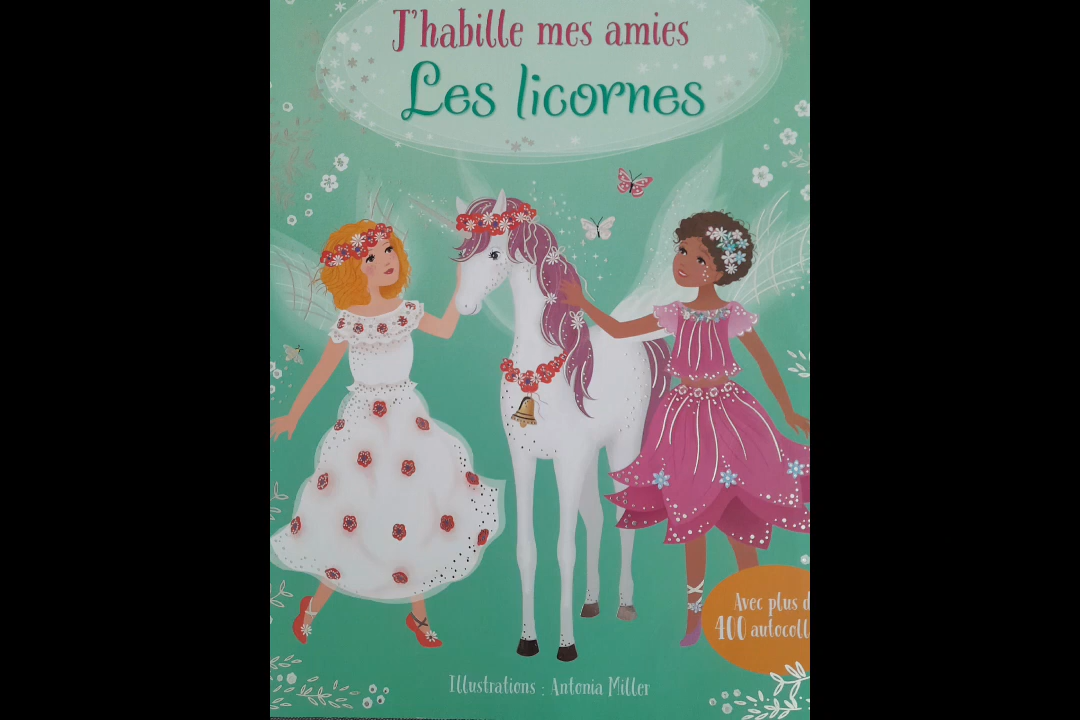 J'habille mes amies
Les licornes
Avec plus d
400 autocoll
Illustrations : Antonia Miller